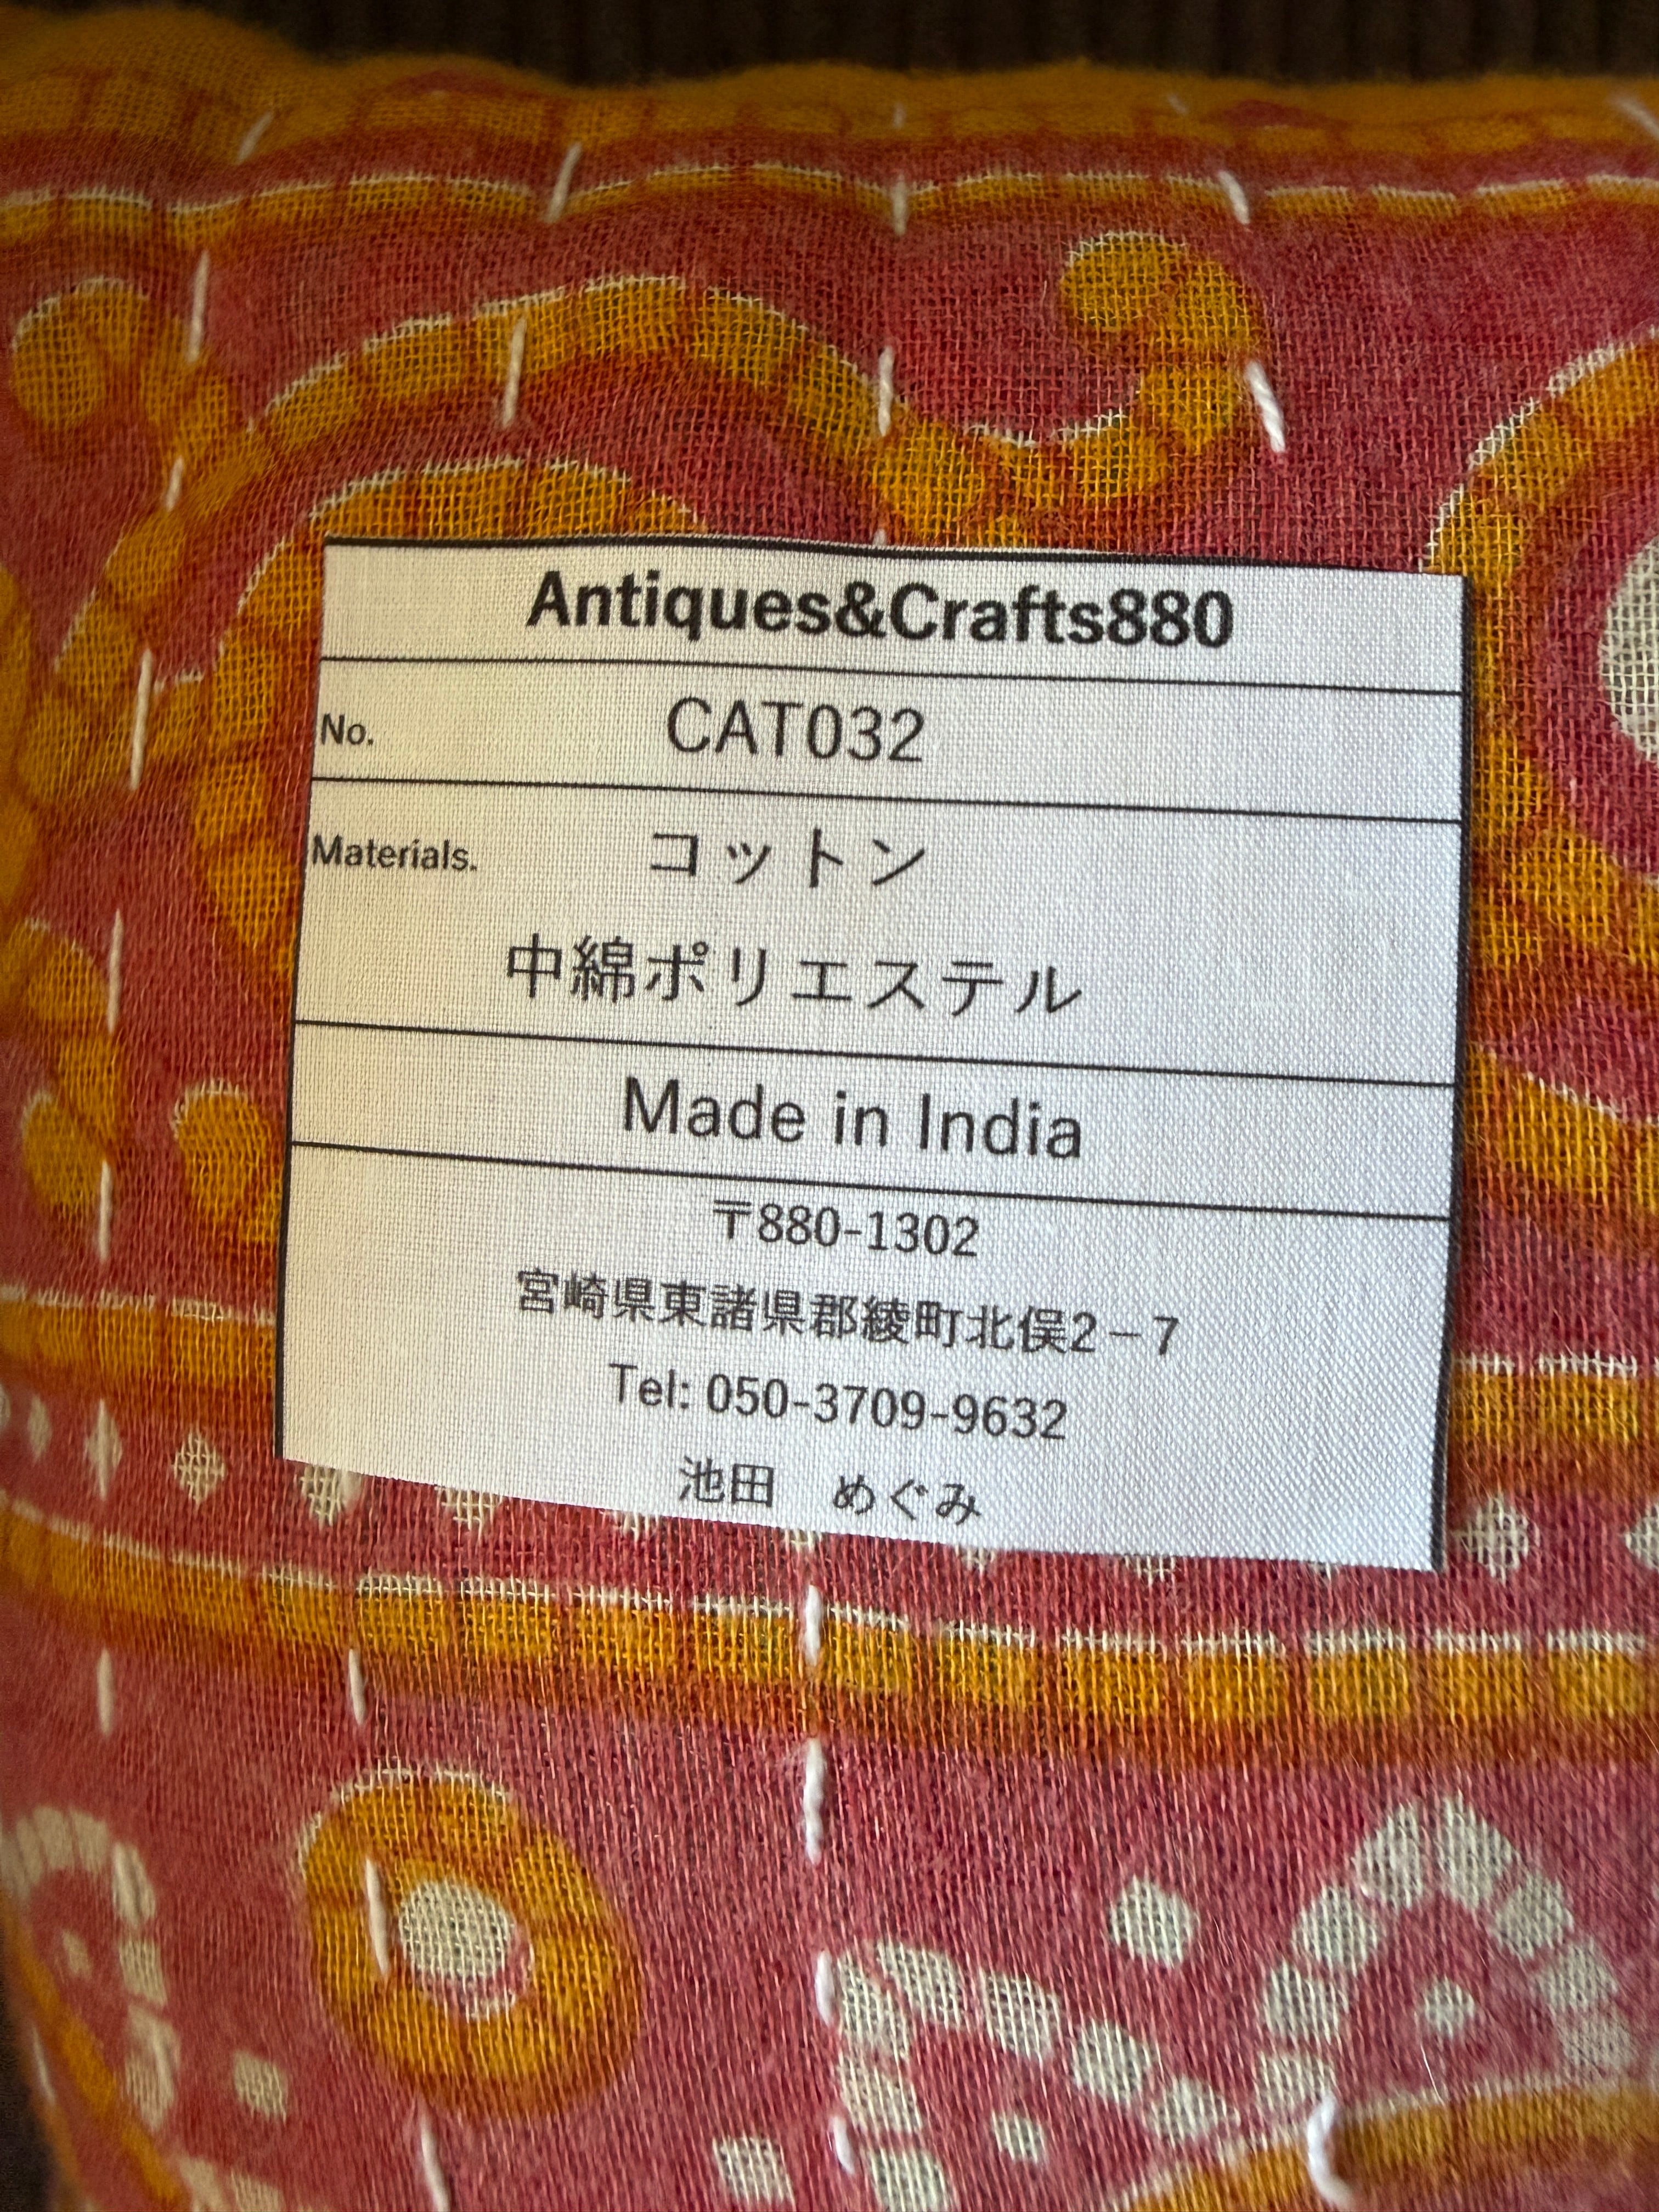 Antiques&Crafts880
No. CAT032
Materials. コットン
中綿ポリエステル
Made in India
〒880-1302
宮崎県東諸県郡綾町北俣2−7
Tel: 050-3709-9632
池田　めぐみ